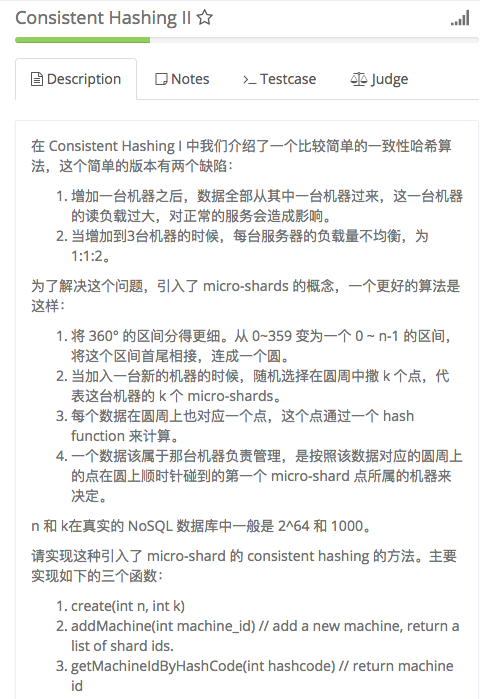 Consistent Hashing II
Description
Notes
Testcase
Judge
在 Consistent Hashing I 中我们介绍了一个比较简单的一致性哈希算
法，这个简单的版本有两个缺陷：
1. 增加一台机器之后，数据全部从其中一台机器过来，这一台机器
的读负载过大，对正常的服务会造成影响。
2. 当增加到3台机器的时候，每台服务器的负载量不均衡，为
1:1:2。
为了解决这个问题，引入了 micro-shards 的概念，一个更好的算法是
这样：
1. 将 360° 的区间分得更细。从 0~359 变为一个 0 ~ n-1 的区间，
将这个区间首尾相接，连成一个圆。
2. 当加入一台新的机器的时候，随机选择在圆周中撒 k 个点，代
表这台机器的 k 个 micro-shards。
3. 每个数据在圆周上也对应一个点，这个点通过一个 hash
function 来计算。
4. 一个数据该属于那台机器负责管理，是按照该数据对应的圆周上
的点在圆上顺时针碰到的第一个 micro-shard 点所属的机器来
决定。
n 和 k在真实的 NoSQL 数据库中一般是 2^64 和 1000。
请实现这种引入了 micro-shard 的 consistent hashing 的方法。主要
实现如下的三个函数：
1. create(int n, int k)
2. addMachine(int machine_id) // add a new machine, return a
list of shard ids.
3. getMachineIdByHashCode(int hashcode) // return machine
id